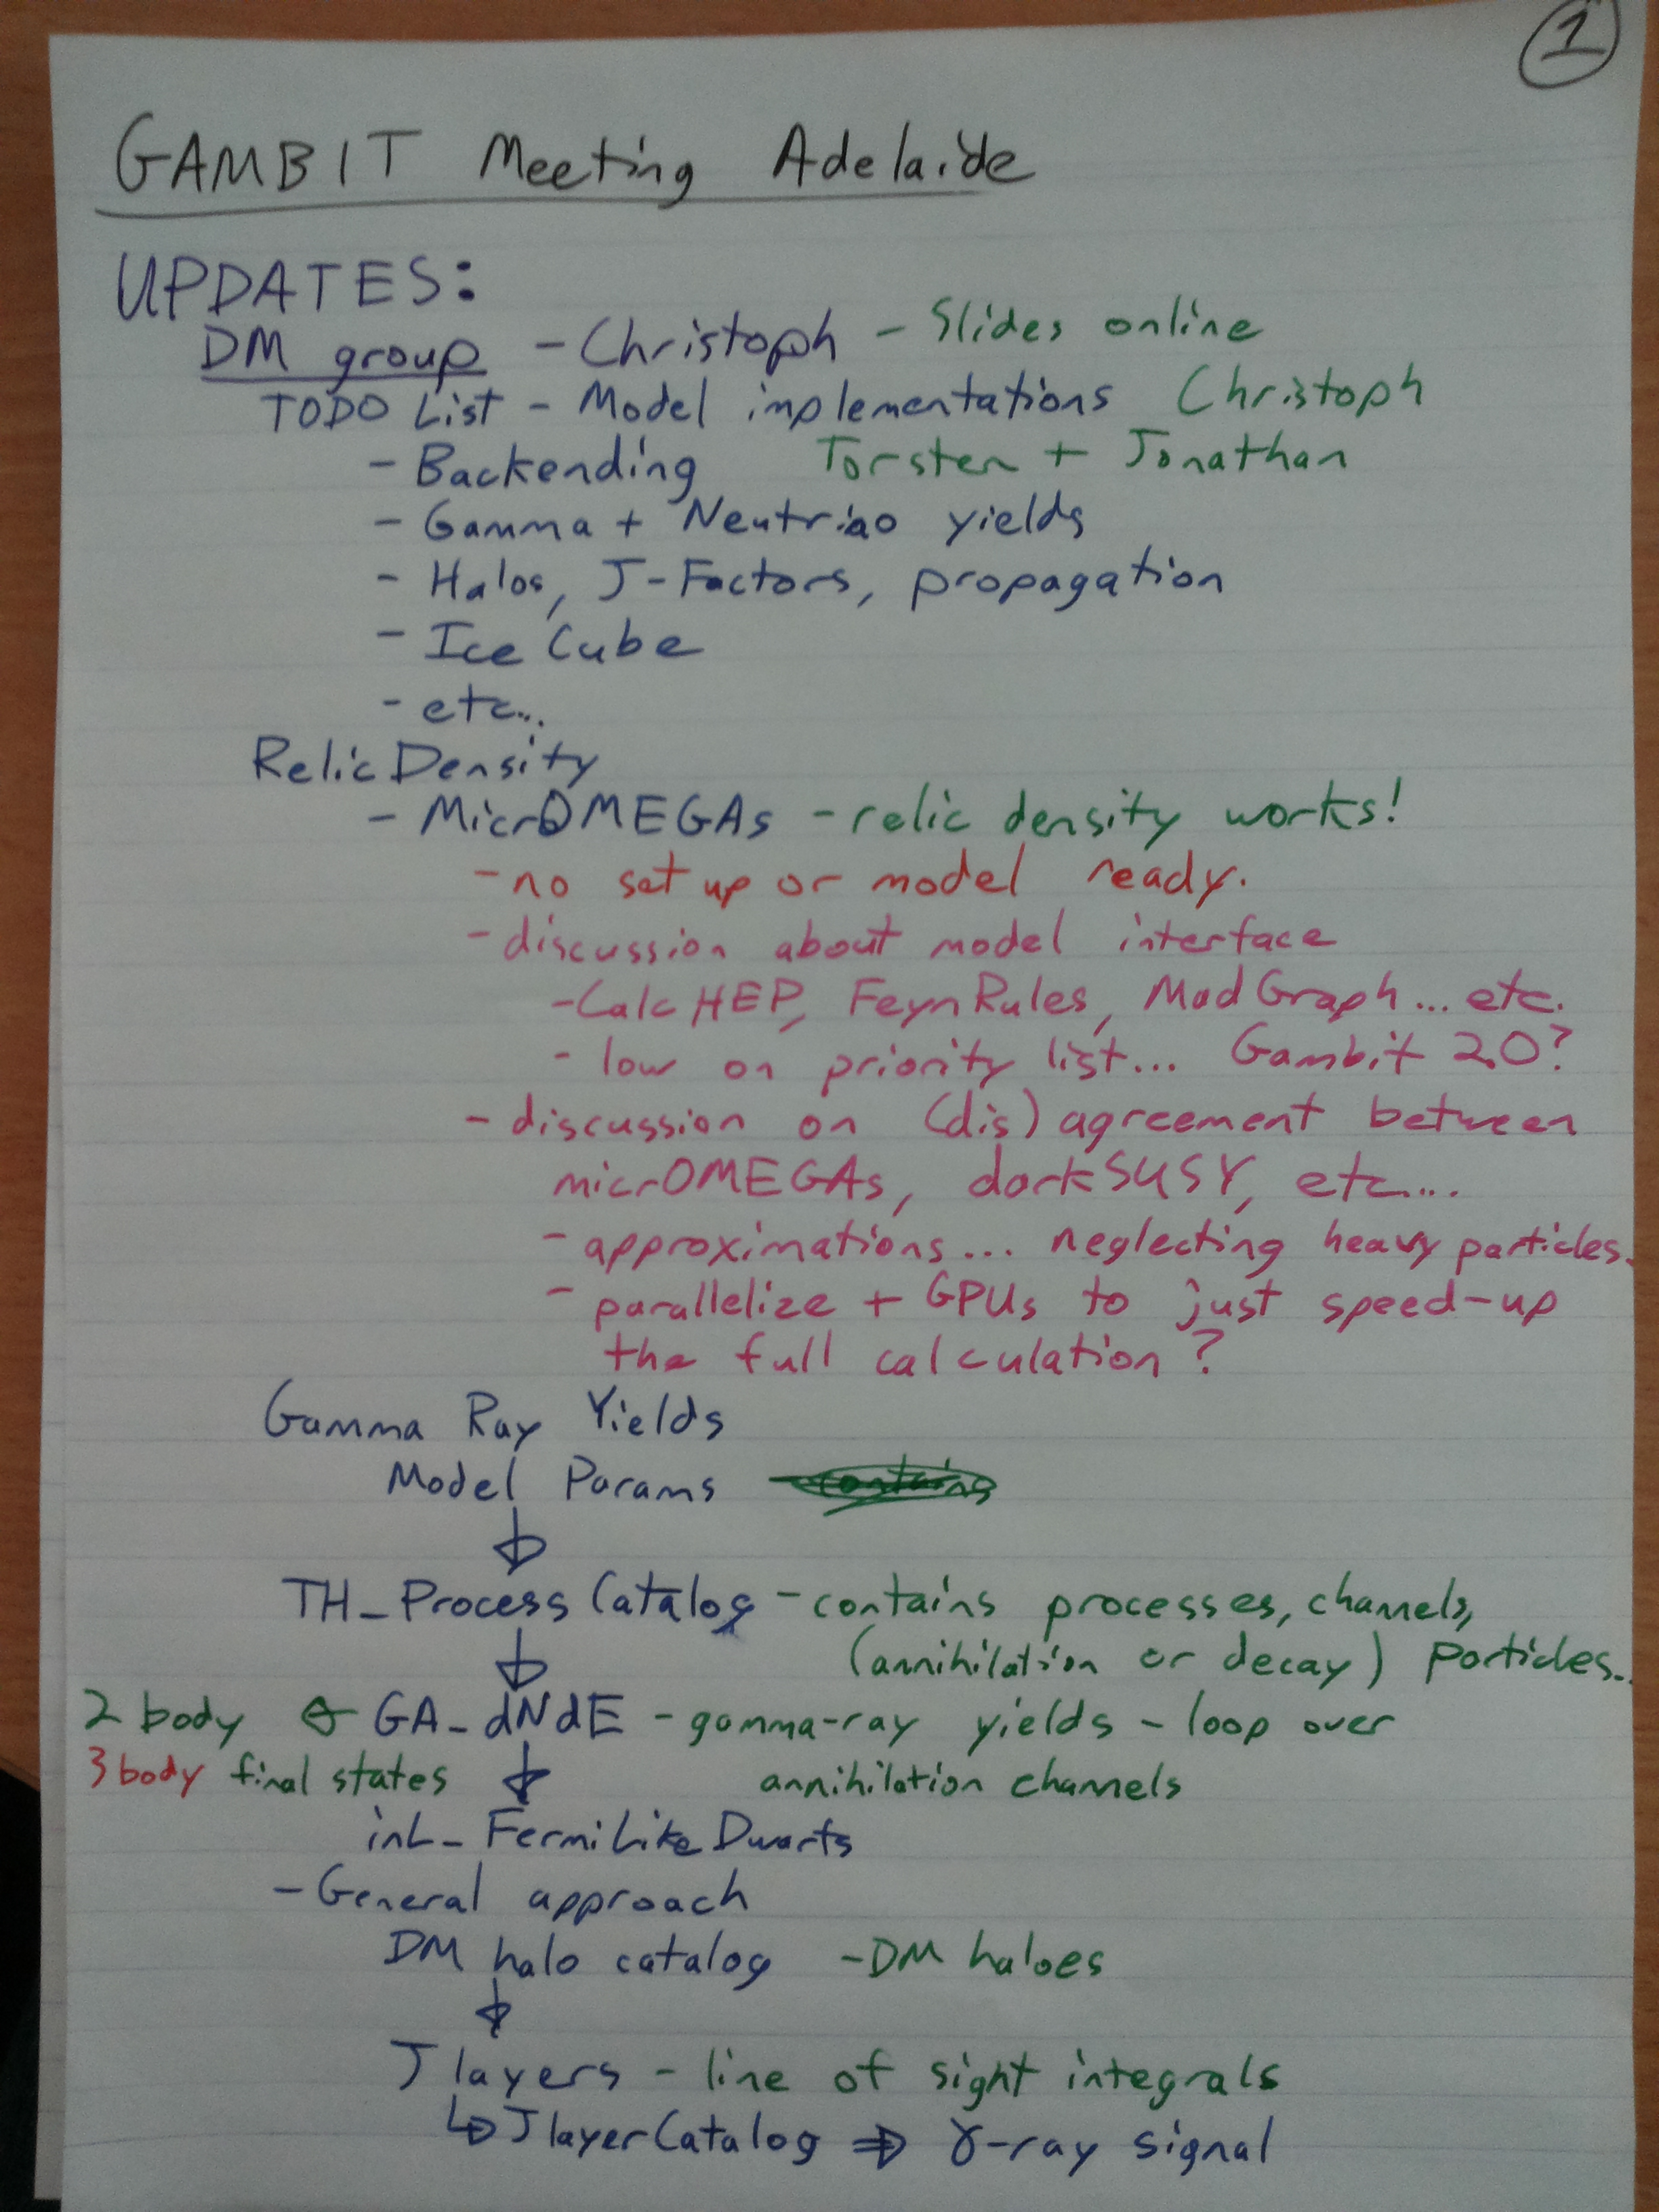 1
GAMBIT Meeting Adelaide
UPDATES:
DM group - Christoph - Slides online
TODO List - Model implementations Christoph
- Backending Torsten + Jonathan
- Gamma + Neutrino yields
- Halos, J-Factors, propagation
- Ice Cube
- etc...
Relic Density
- MicrOMEGAs - relic density works!
- no set up or model ready.
- discussion about model interface
- CalcHEP, FeynRules, MadGraph... etc.
- low on priority list... Gambit 2.0?
- discussion on (dis)agreement between
micrOMEGAs, darkSUSY, etc...
- approximations... neglecting heavy particles.
- parallelize + GPUs to just speed-up
the full calculation?
Gamma Ray Yields
Model Params
↓
TH_Process Catalog - contains processes, channels,
↓ (annihilation or decay) particles..
2 body ← GA_dNdE - gamma-ray yields - loop over
3 body final states ↓ annihilation channels
lnL_FermiLikeDwarfs
- General approach
DM halo catalog - DM haloes
↓
J layers - line of sight integrals
↳ JlayerCatalog ⇒ γ-ray signal